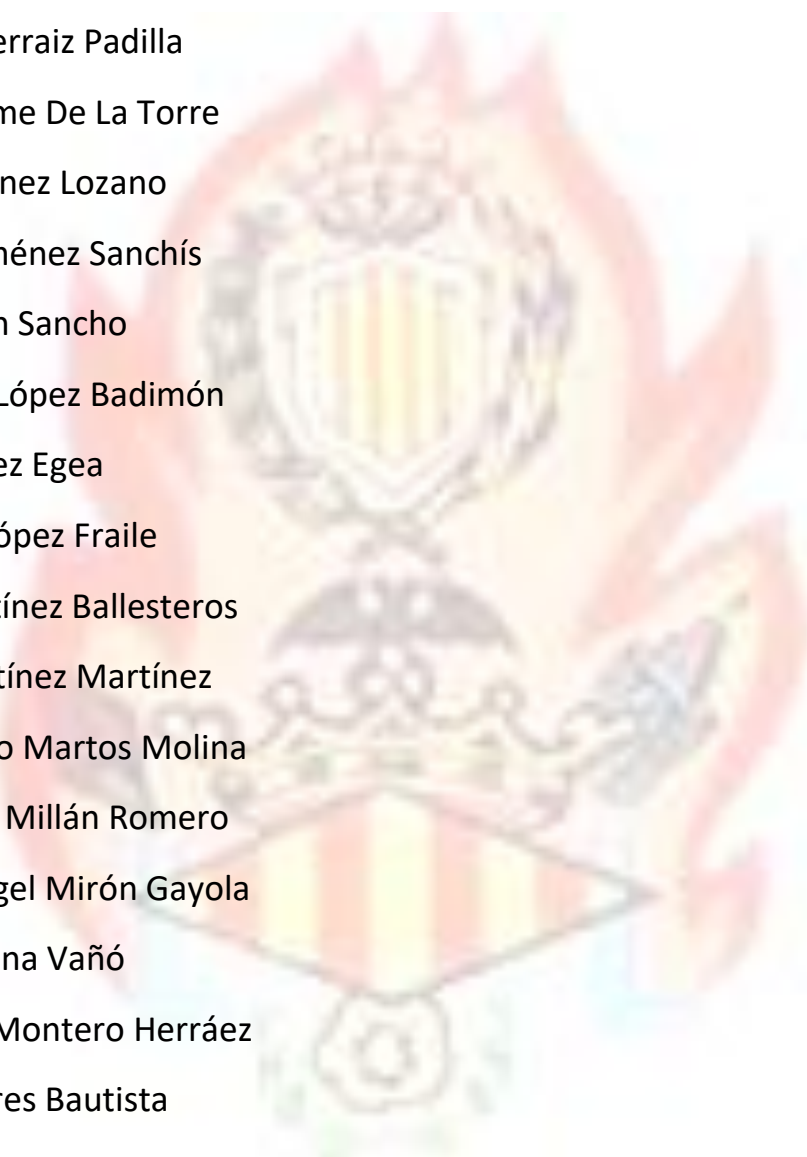 erraiz Padilla
me De La Torre
nez Lozano
nénez Sanchís
n Sancho
López Badimón
ez Egea
ópez Fraile
tínez Ballesteros
tínez Martínez
o Martos Molina
Millán Romero
gel Mirón Gayola
na Vañó
Montero Herráez
res Bautista